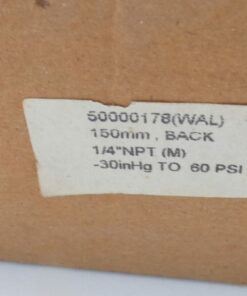 50000178(WAL)
150mm , BACK
1/4"NPT (M)
-30inHg TO 60 PSI